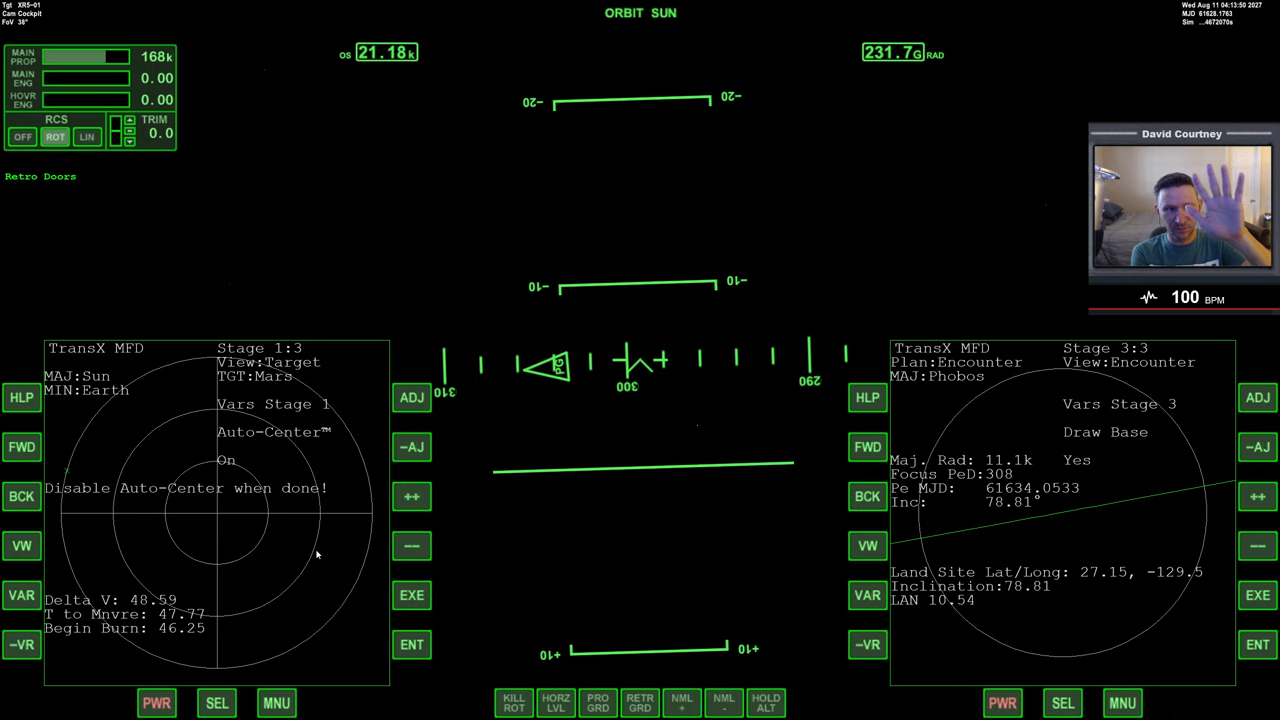 Tgt XR5-01
Cam Cockpit
FoV 38°
ORBIT SUN
Wed Aug 11 04:13:50 2027
MJD 61628.1763
Sim ...4672070s
OS 21.18k
231.7G RAD
MAIN PROP 168k
MAIN ENG 0.00
HOVR ENG 0.00
RCS
TRIM
0.0
OFF ROT LIN
Retro Doors
David Courtney
100 BPM
-20 -20
-10 -10
PG
310 300 290
+10 +10
TransX MFD Stage 1:3
View:Target
MAJ:Sun TGT:Mars
MIN:Earth
Vars Stage 1
Auto-Center™
On
Disable Auto-Center when done!
Delta V: 48.59
T to Mnvre: 47.77
Begin Burn: 46.25
HLP
FWD
BCK
VW
VAR
-VR
ADJ
-AJ
++
--
EXE
ENT
PWR SEL MNU
KILL ROT
HORZ LVL
PRO GRD
RETR GRD
NML +
NML -
HOLD ALT
TransX MFD Stage 3:3
Plan:Encounter View:Encounter
MAJ:Phobos
Vars Stage 3
Draw Base
Maj. Rad: 11.1k Yes
Focus PeD:308
Pe MJD: 61634.0533
Inc: 78.81°
Land Site Lat/Long: 27.15, -129.5
Inclination:78.81
LAN 10.54
HLP
FWD
BCK
VW
VAR
-VR
ADJ
-AJ
++
--
EXE
ENT
PWR SEL MNU